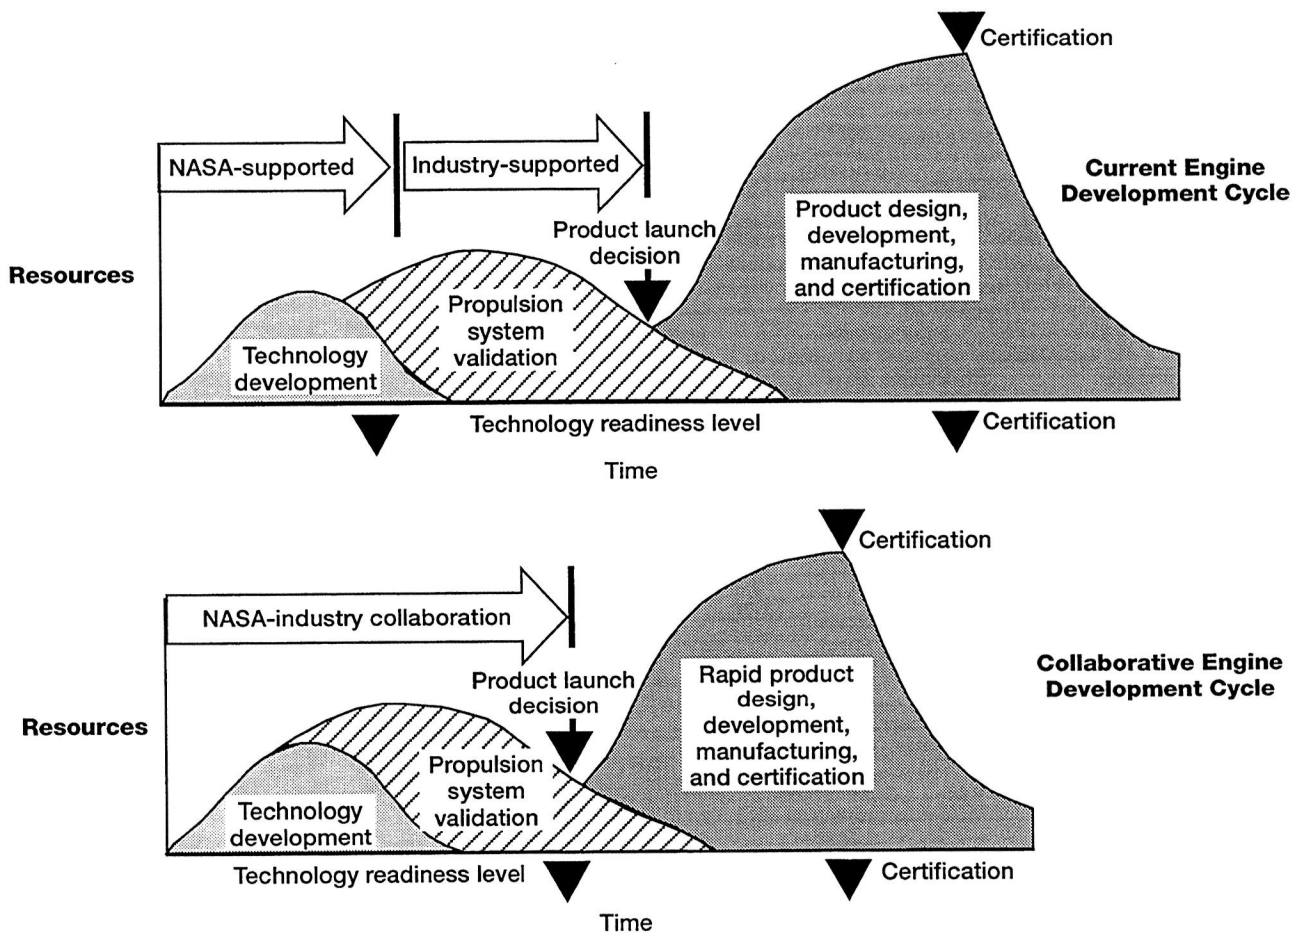 Certification
NASA-supported
Industry-supported
Current Engine
Development Cycle
Product launch
decision
Product design,
development,
manufacturing,
and certification
Resources
Propulsion
system
validation
Technology
development
Technology readiness level
Certification
Time
Certification
NASA-industry collaboration
Collaborative Engine
Development Cycle
Product launch
decision
Rapid product
design,
development,
manufacturing,
and certification
Resources
Propulsion
system
validation
Technology
development
Technology readiness level
Certification
Time